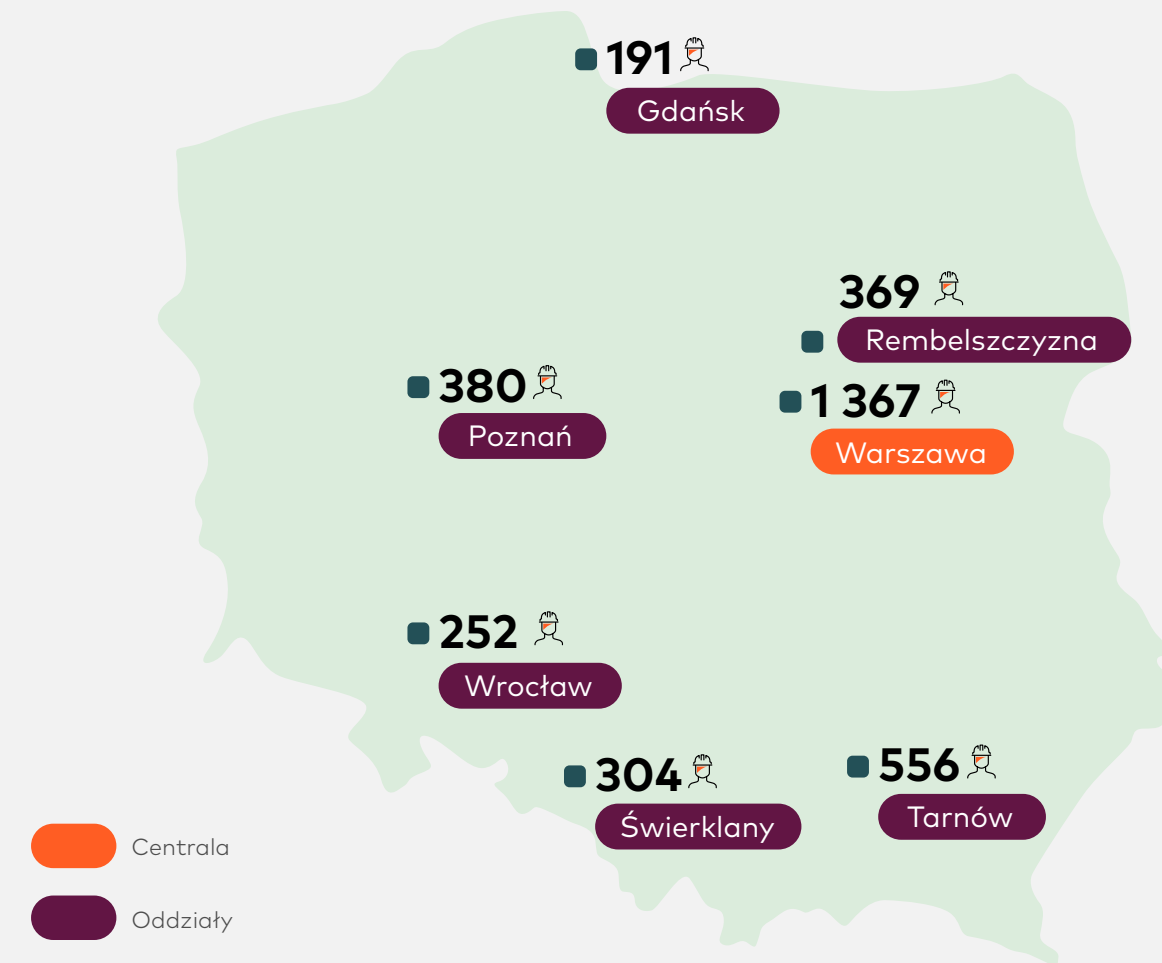 191
Gdańsk
369
Rembelszczyzna
380
Poznań
1 367
Warszawa
252
Wrocław
304
Świerklany
556
Tarnów
Centrala
Oddziały